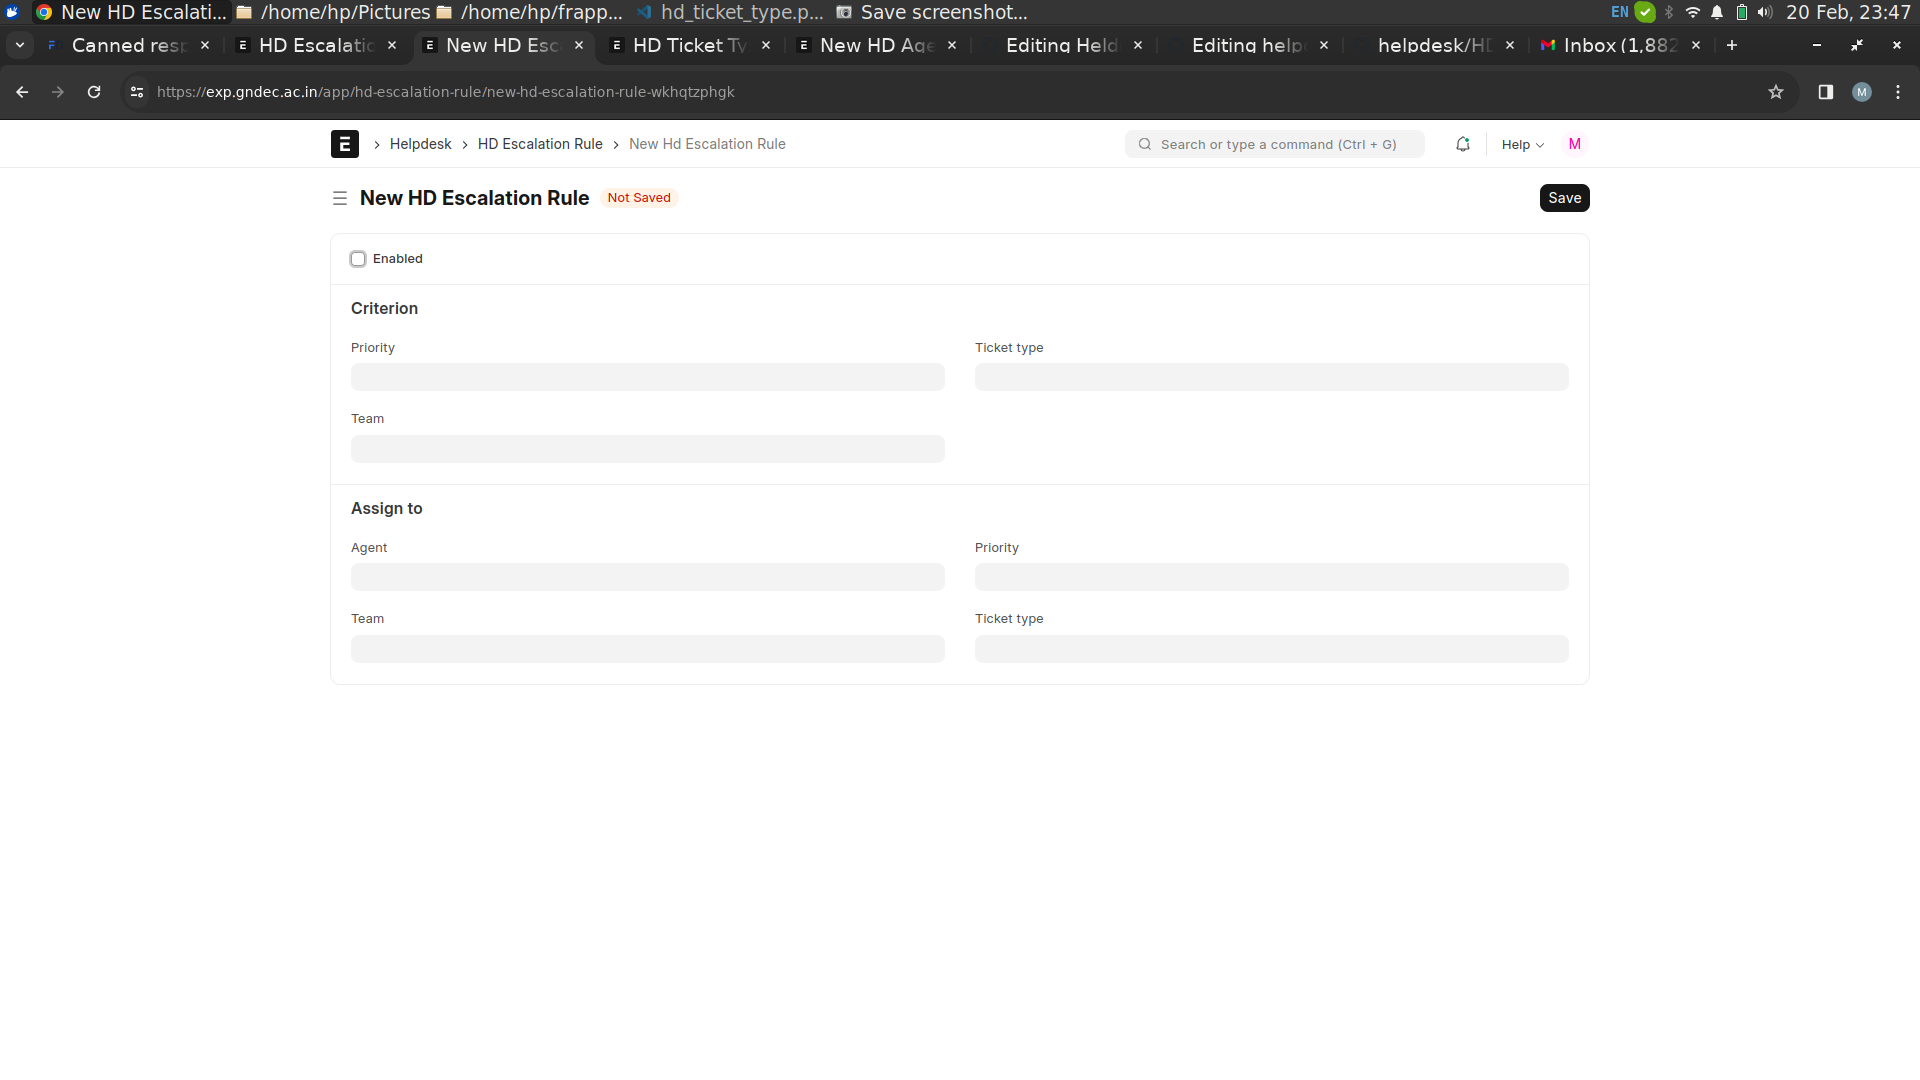 New HD Escalati... /home/hp/Pictures /home/hp/frapp... hd_ticket_type.p... Save screenshot... EN 20 Feb, 23:47
Canned resp HD Escalatic New HD Esc HD Ticket Ty New HD Age Editing Held Editing help helpdesk/HD Inbox (1,882
https://exp.gndec.ac.in/app/hd-escalation-rule/new-hd-escalation-rule-wkhqtzphgk M
E Helpdesk HD Escalation Rule New Hd Escalation Rule Search or type a command (Ctrl + G) Help M
New HD Escalation Rule Not Saved Save
Enabled
Criterion
Priority Ticket type
Team
Assign to
Agent Priority
Team Ticket type